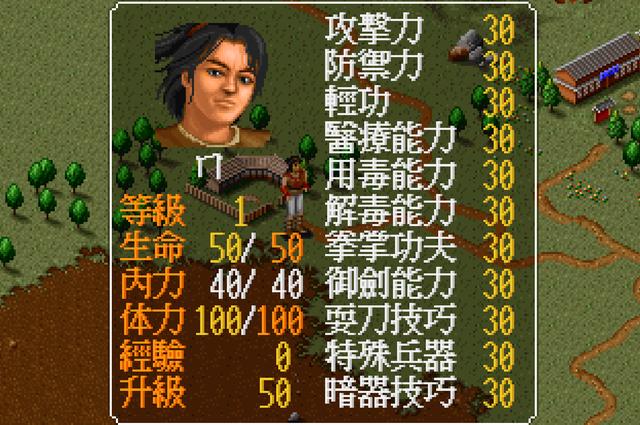 r1
等級 1
生命 50/ 50
內力 40/ 40
体力 100/100
經驗 0
升級 50
攻擊力 30
防禦力 30
輕功 30
醫療能力 30
用毒能力 30
解毒能力 30
拳掌功夫 30
御劍能力 30
耍刀技巧 30
特殊兵器 30
暗器技巧 30